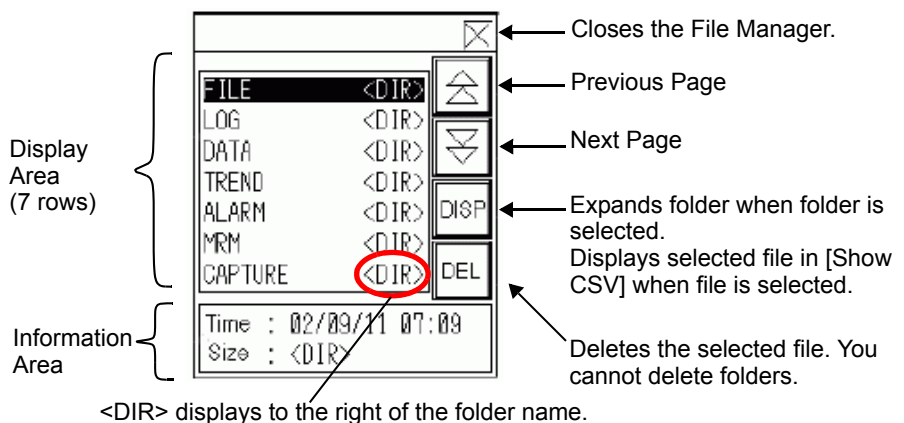 Closes the File Manager.
Previous Page
Next Page
Expands folder when folder is
selected.
Displays selected file in [Show
CSV] when file is selected.
Deletes the selected file. You
cannot delete folders.
Display
Area
(7 rows)
FILE <DIR>
LOG <DIR>
DATA <DIR>
TREND <DIR>
ALARM <DIR>
MRM <DIR>
CAPTURE <DIR>
DISP
DEL
Information
Area
Time : 02/09/11 07:09
Size : <DIR>
<DIR> displays to the right of the folder name.